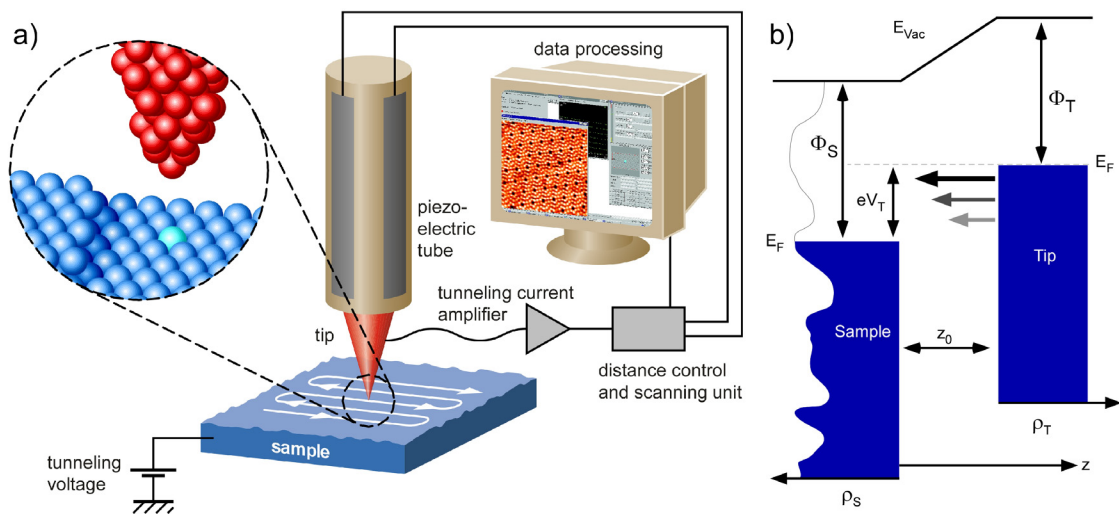 a)
data processing
piezo-
electric
tube
tunneling current
amplifier
tip
distance control
and scanning unit
sample
tunneling
voltage
b)
E_Vac
Φ_T
Φ_S
E_F
eV_T
E_F
Tip
Sample
z_0
ρ_T
z
ρ_S